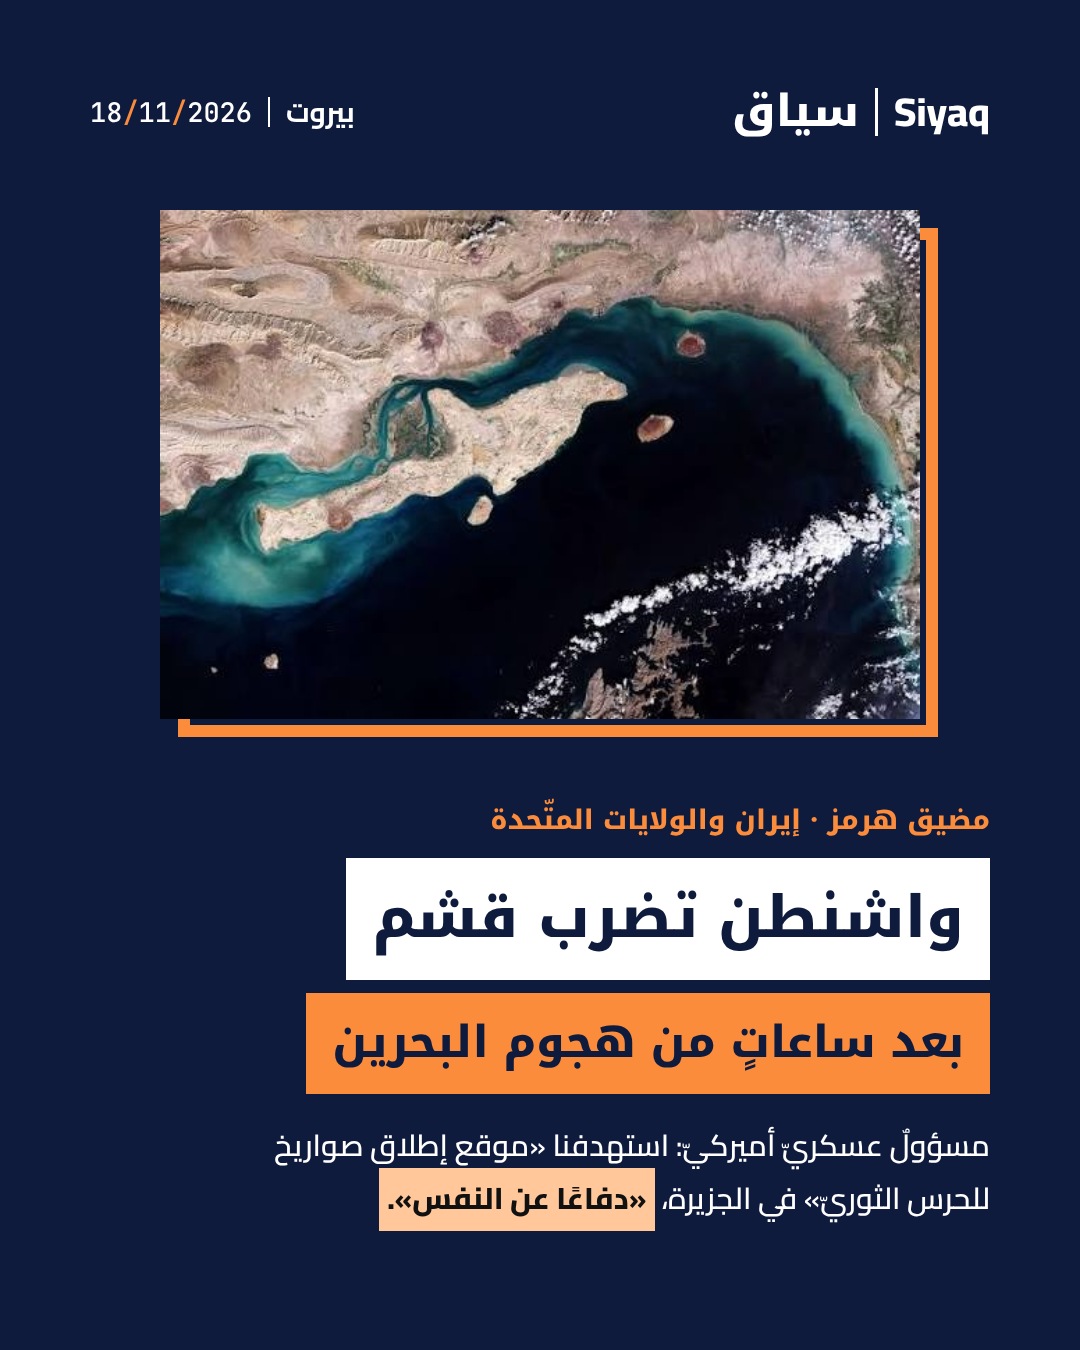 Siyaq | سياق
بيروت | 18/11/2026
مضيق هرمز · إيران والولايات المتّحدة
واشنطن تضرب قشم
بعد ساعاتٍ من هجوم البحرين
مسؤولٌ عسكريّ أميركيّ: استهدفنا «موقع إطلاق صواريخ
للحرس الثوريّ» في الجزيرة، «دفاعًا عن النفس».